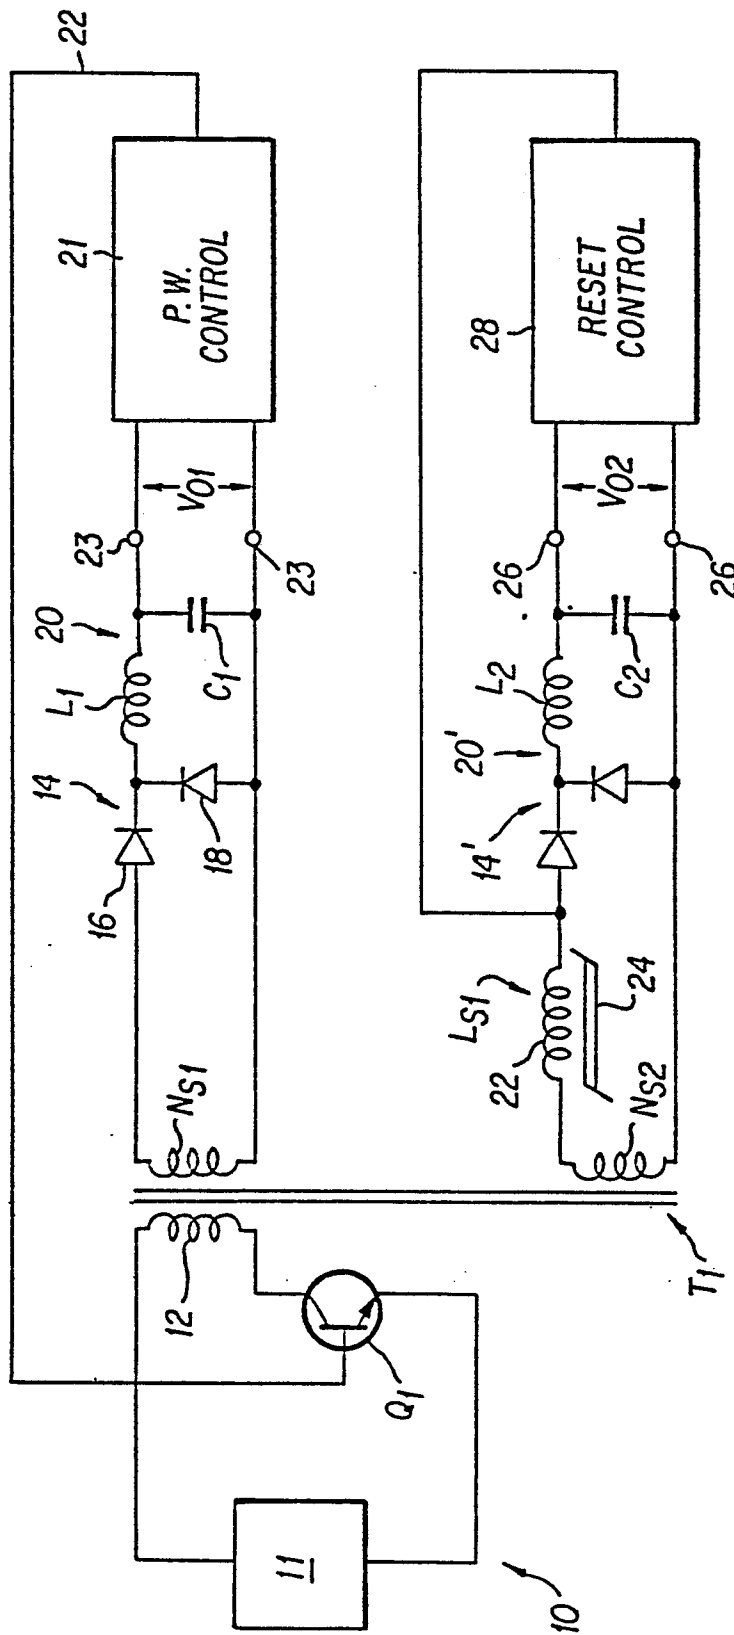 22
21
P.W.
CONTROL
23
V01
23
20
L1
C1
14
16
18
NS1
12
Q1
11
10
T1
28
RESET
CONTROL
26
V02
26
L2
C2
20'
14'
LS1
22
24
NS2